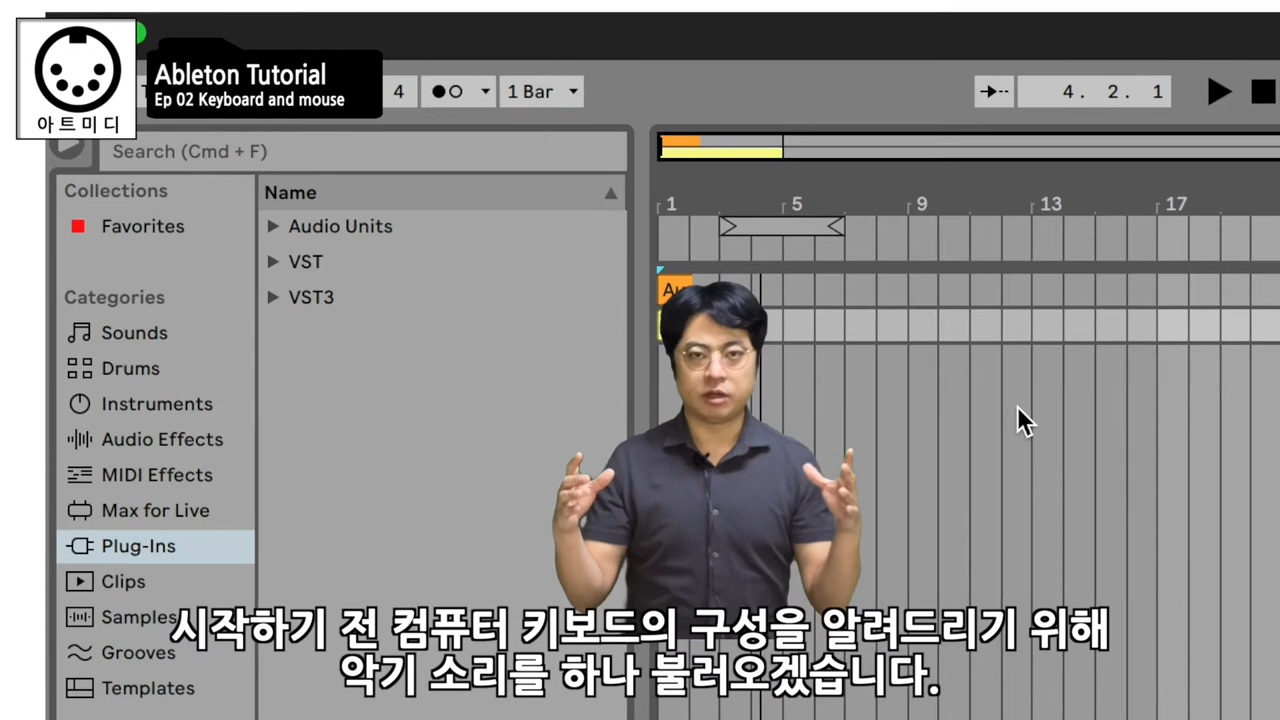 Ableton Tutorial
Ep 02 Keyboard and mouse
아트미디
4
1 Bar
4. 2. 1
Search (Cmd + F)
Collections
Favorites
Categories
Sounds
Drums
Instruments
Audio Effects
MIDI Effects
Max for Live
Plug-Ins
Clips
Samples
Grooves
Templates
Name
Audio Units
VST
VST3
1 5 9 13 17
시작하기 전 컴퓨터 키보드의 구성을 알려드리기 위해
악기 소리를 하나 불러오겠습니다.